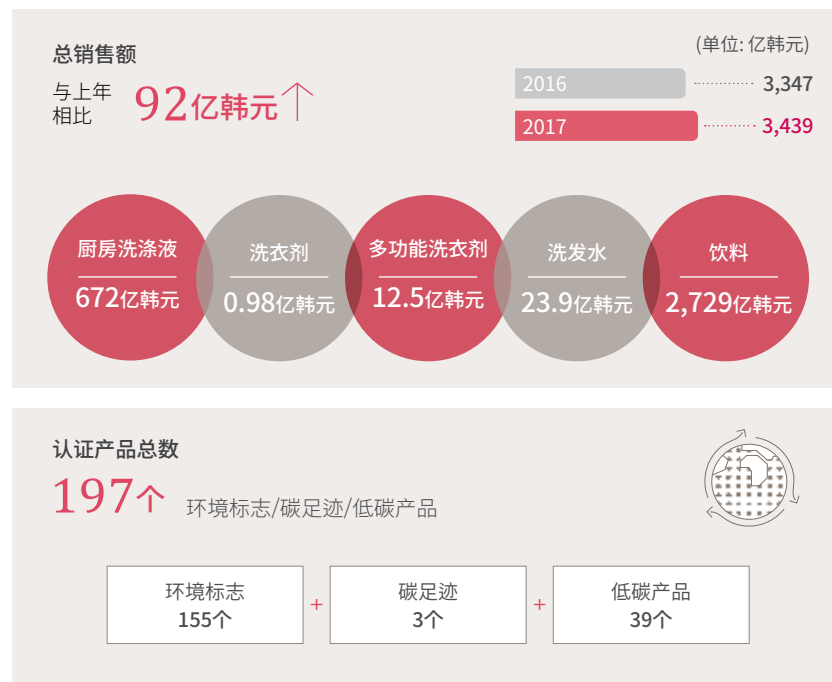 总销售额
与上年
相比
92亿韩元
(单位: 亿韩元)
2016
3,347
2017
3,439
厨房洗涤液
672亿韩元
洗衣剂
0.98亿韩元
多功能洗衣剂
12.5亿韩元
洗发水
23.9亿韩元
饮料
2,729亿韩元
认证产品总数
197个
环境标志/碳足迹/低碳产品
环境标志
155个
+
碳足迹
3个
+
低碳产品
39个